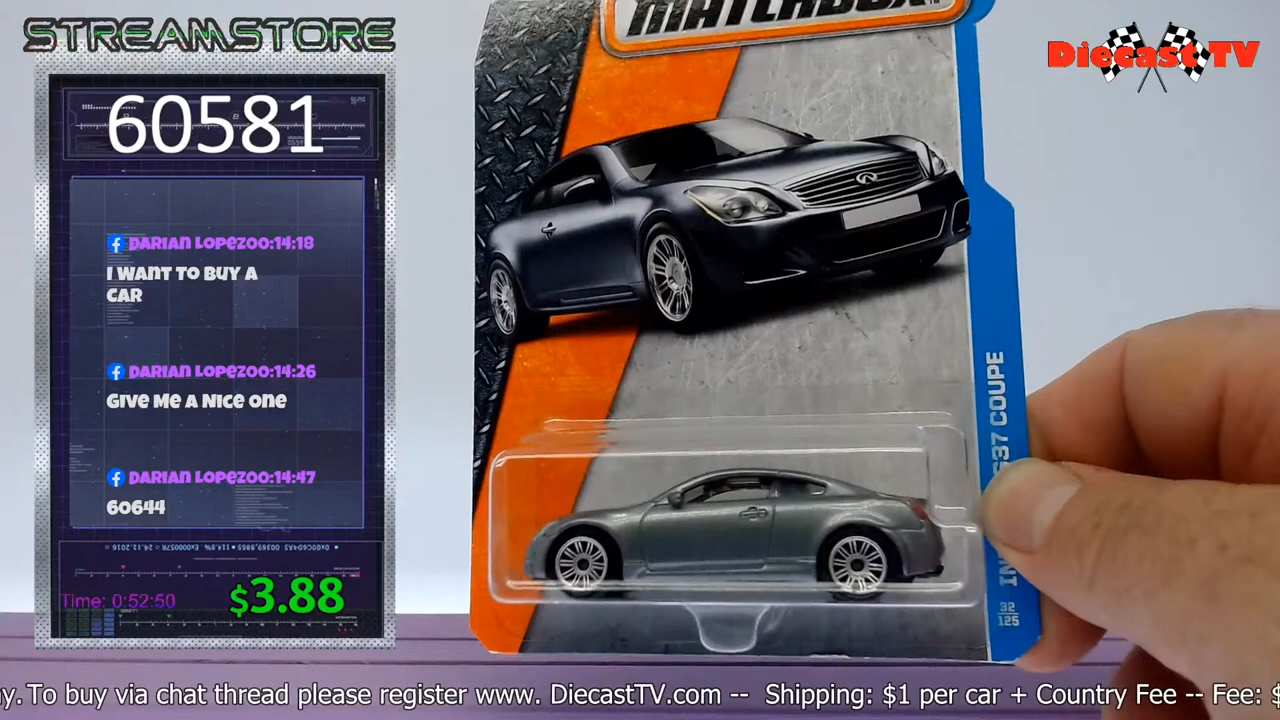 STREAMSTORE
60581
DARIAN LOPEZ00:14:18
I WANT TO BUY A
CAR
DARIAN LOPEZ00:14:26
GIVE ME A NICE ONE
DARIAN LOPEZ00:14:47
60644
Time: 0:52:50
$3.88
MATCHBOX
G37 COUPE
32
125
Diecast TV
y. To buy via chat thread please register www. DiecastTV.com -- Shipping: $1 per car + Country Fee -- Fee: $